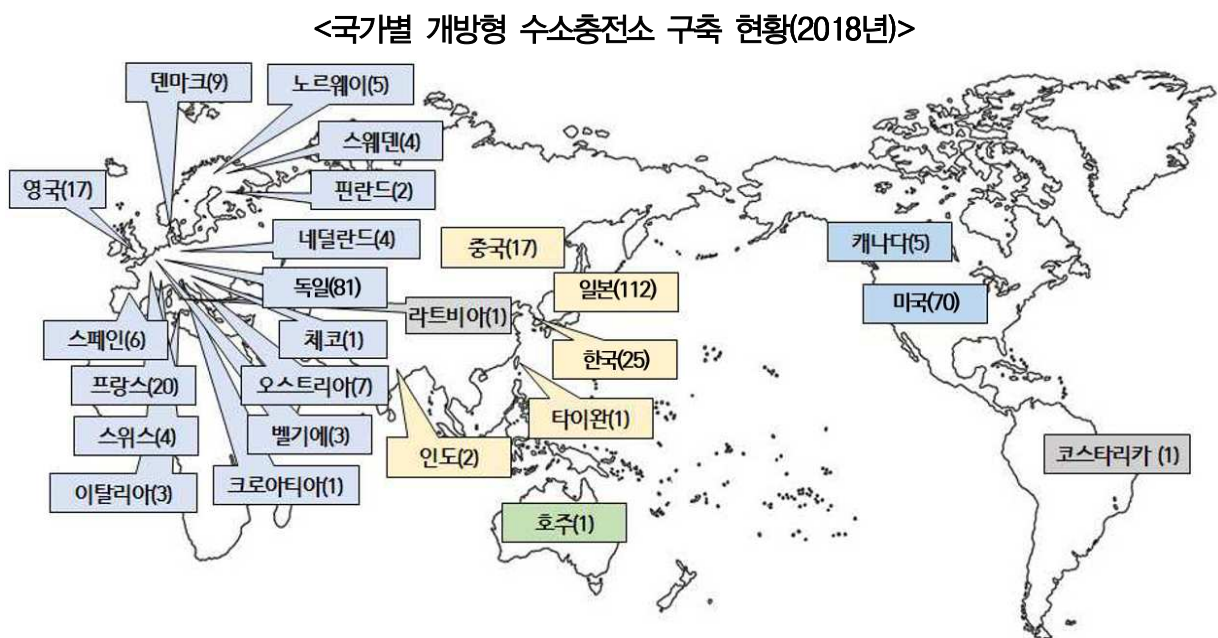 <국가별 개방형 수소충전소 구축 현황(2018년)>
덴마크(9)
노르웨이(5)
스웨덴(4)
핀란드(2)
영국(17)
네덜란드(4)
독일(81)
라트비아(1)
스페인(6)
체코(1)
프랑스(20)
오스트리아(7)
스위스(4)
벨기에(3)
이탈리아(3)
크로아티아(1)
중국(17)
일본(112)
한국(25)
타이완(1)
인도(2)
호주(1)
캐나다(5)
미국(70)
코스타리카 (1)